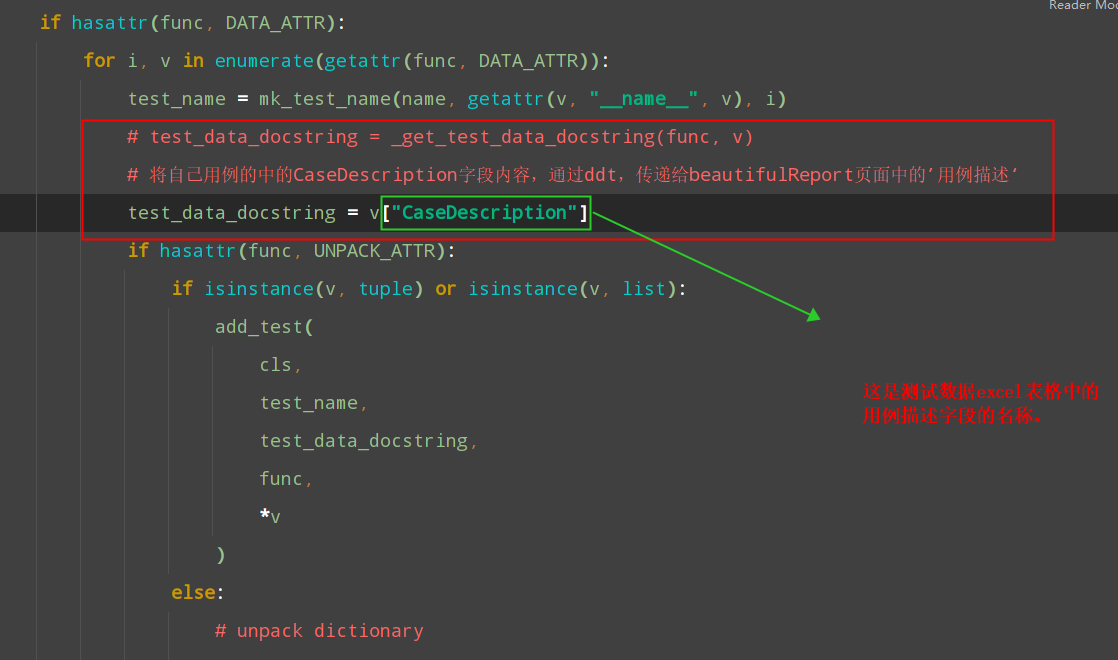 Reader Mo
if hasattr(func, DATA_ATTR):
for i, v in enumerate(getattr(func, DATA_ATTR)):
test_name = mk_test_name(name, getattr(v, "__name__", v), i)
# test_data_docstring = _get_test_data_docstring(func, v)
# 将自己用例的中的CaseDescription字段内容，通过ddt，传递给beautifulReport页面中的’用例描述‘
test_data_docstring = v["CaseDescription"]
if hasattr(func, UNPACK_ATTR):
if isinstance(v, tuple) or isinstance(v, list):
add_test(
cls,
test_name,
这是测试数据excel表格中的
用例描述字段的名称。
test_data_docstring,
func,
*v
)
else:
# unpack dictionary